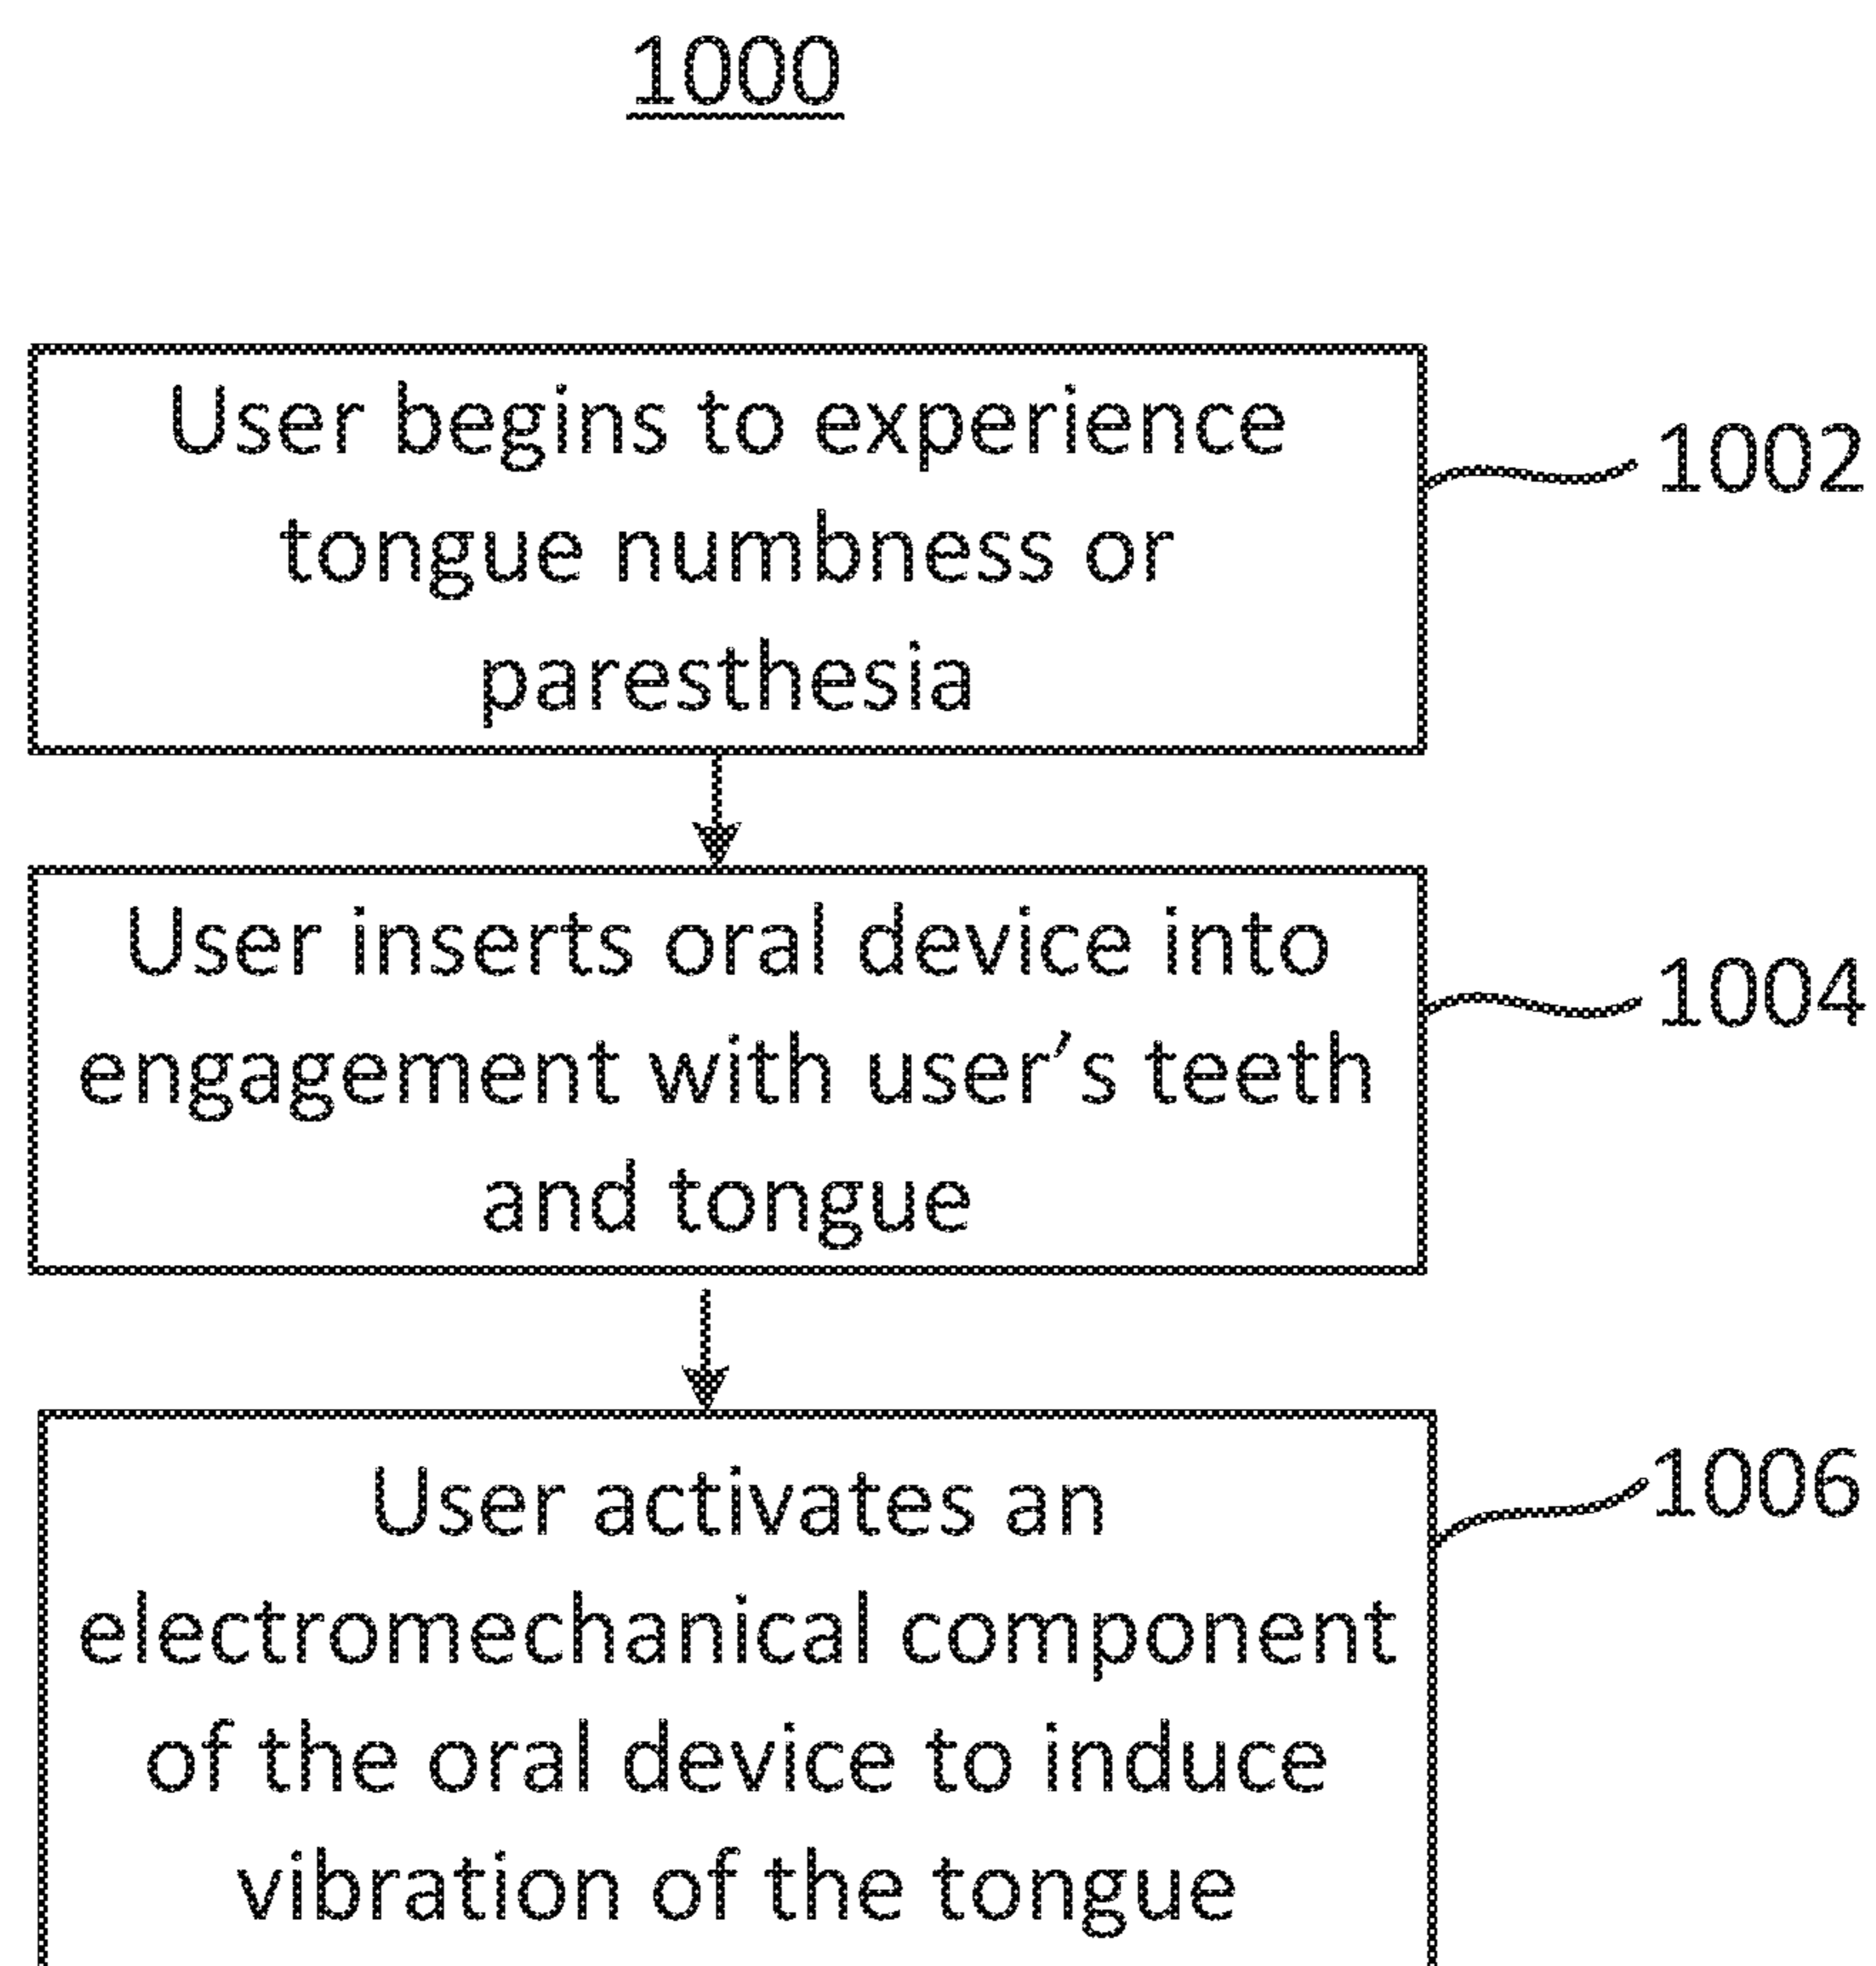 1000
User begins to experience
tongue numbness or
paresthesia
1002
User inserts oral device into
engagement with user’s teeth
and tongue
1004
User activates an
electromechanical component
of the oral device to induce
vibration of the tongue
1006